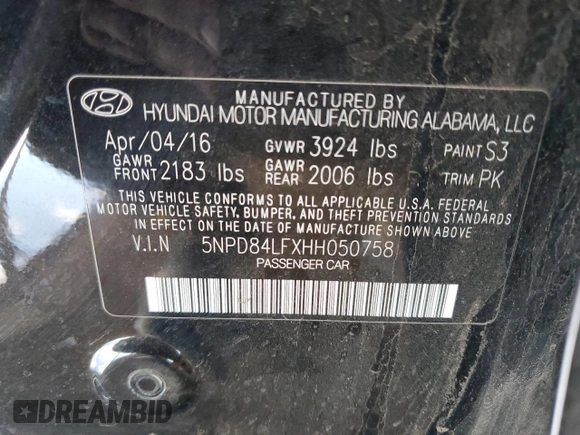 MANUFACTURED BY
HYUNDAI MOTOR MANUFACTURING ALABAMA, LLC
Apr/04/16 GVWR 3924 lbs PAINT S3
GAWR FRONT 2183 lbs GAWR REAR 2006 lbs TRIM PK
THIS VEHICLE CONFORMS TO ALL APPLICABLE U.S.A. FEDERAL
MOTOR VEHICLE SAFETY, BUMPER, AND THEFT PREVENTION
STANDARDS IN EFFECT ON THE DATE OF MANUFACTURE SHOWN ABOVE.
V.I.N 5NPD84LFXHH050758
PASSENGER CAR
DREAMBID